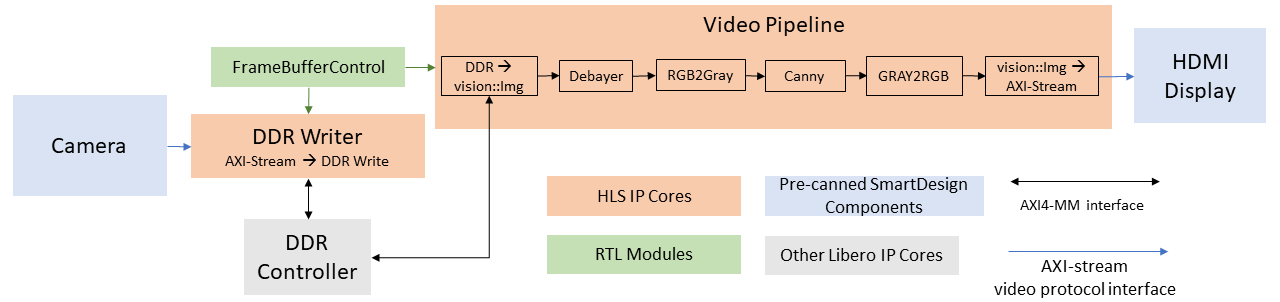 Video Pipeline
FrameBufferControl
DDR →
vision::Img
Debayer
RGB2Gray
Canny
GRAY2RGB
vision::Img →
AXI-Stream
HDMI
Display
Camera
DDR Writer
AXI-Stream → DDR Write
DDR
Controller
HLS IP Cores
Pre-canned SmartDesign
Components
AXI4-MM interface
RTL Modules
Other Libero IP Cores
AXI-stream
video protocol interface